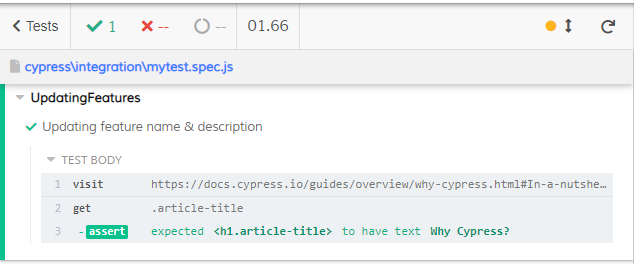 Tests 1 -- -- 01.66
cypress\integration\mytest.spec.js
UpdatingFeatures
Updating feature name & description
TEST BODY
1 visit https://docs.cypress.io/guides/overview/why-cypress.html#In-a-nutshe…
2 get .article-title
3 - assert expected <h1.article-title> to have text Why Cypress?